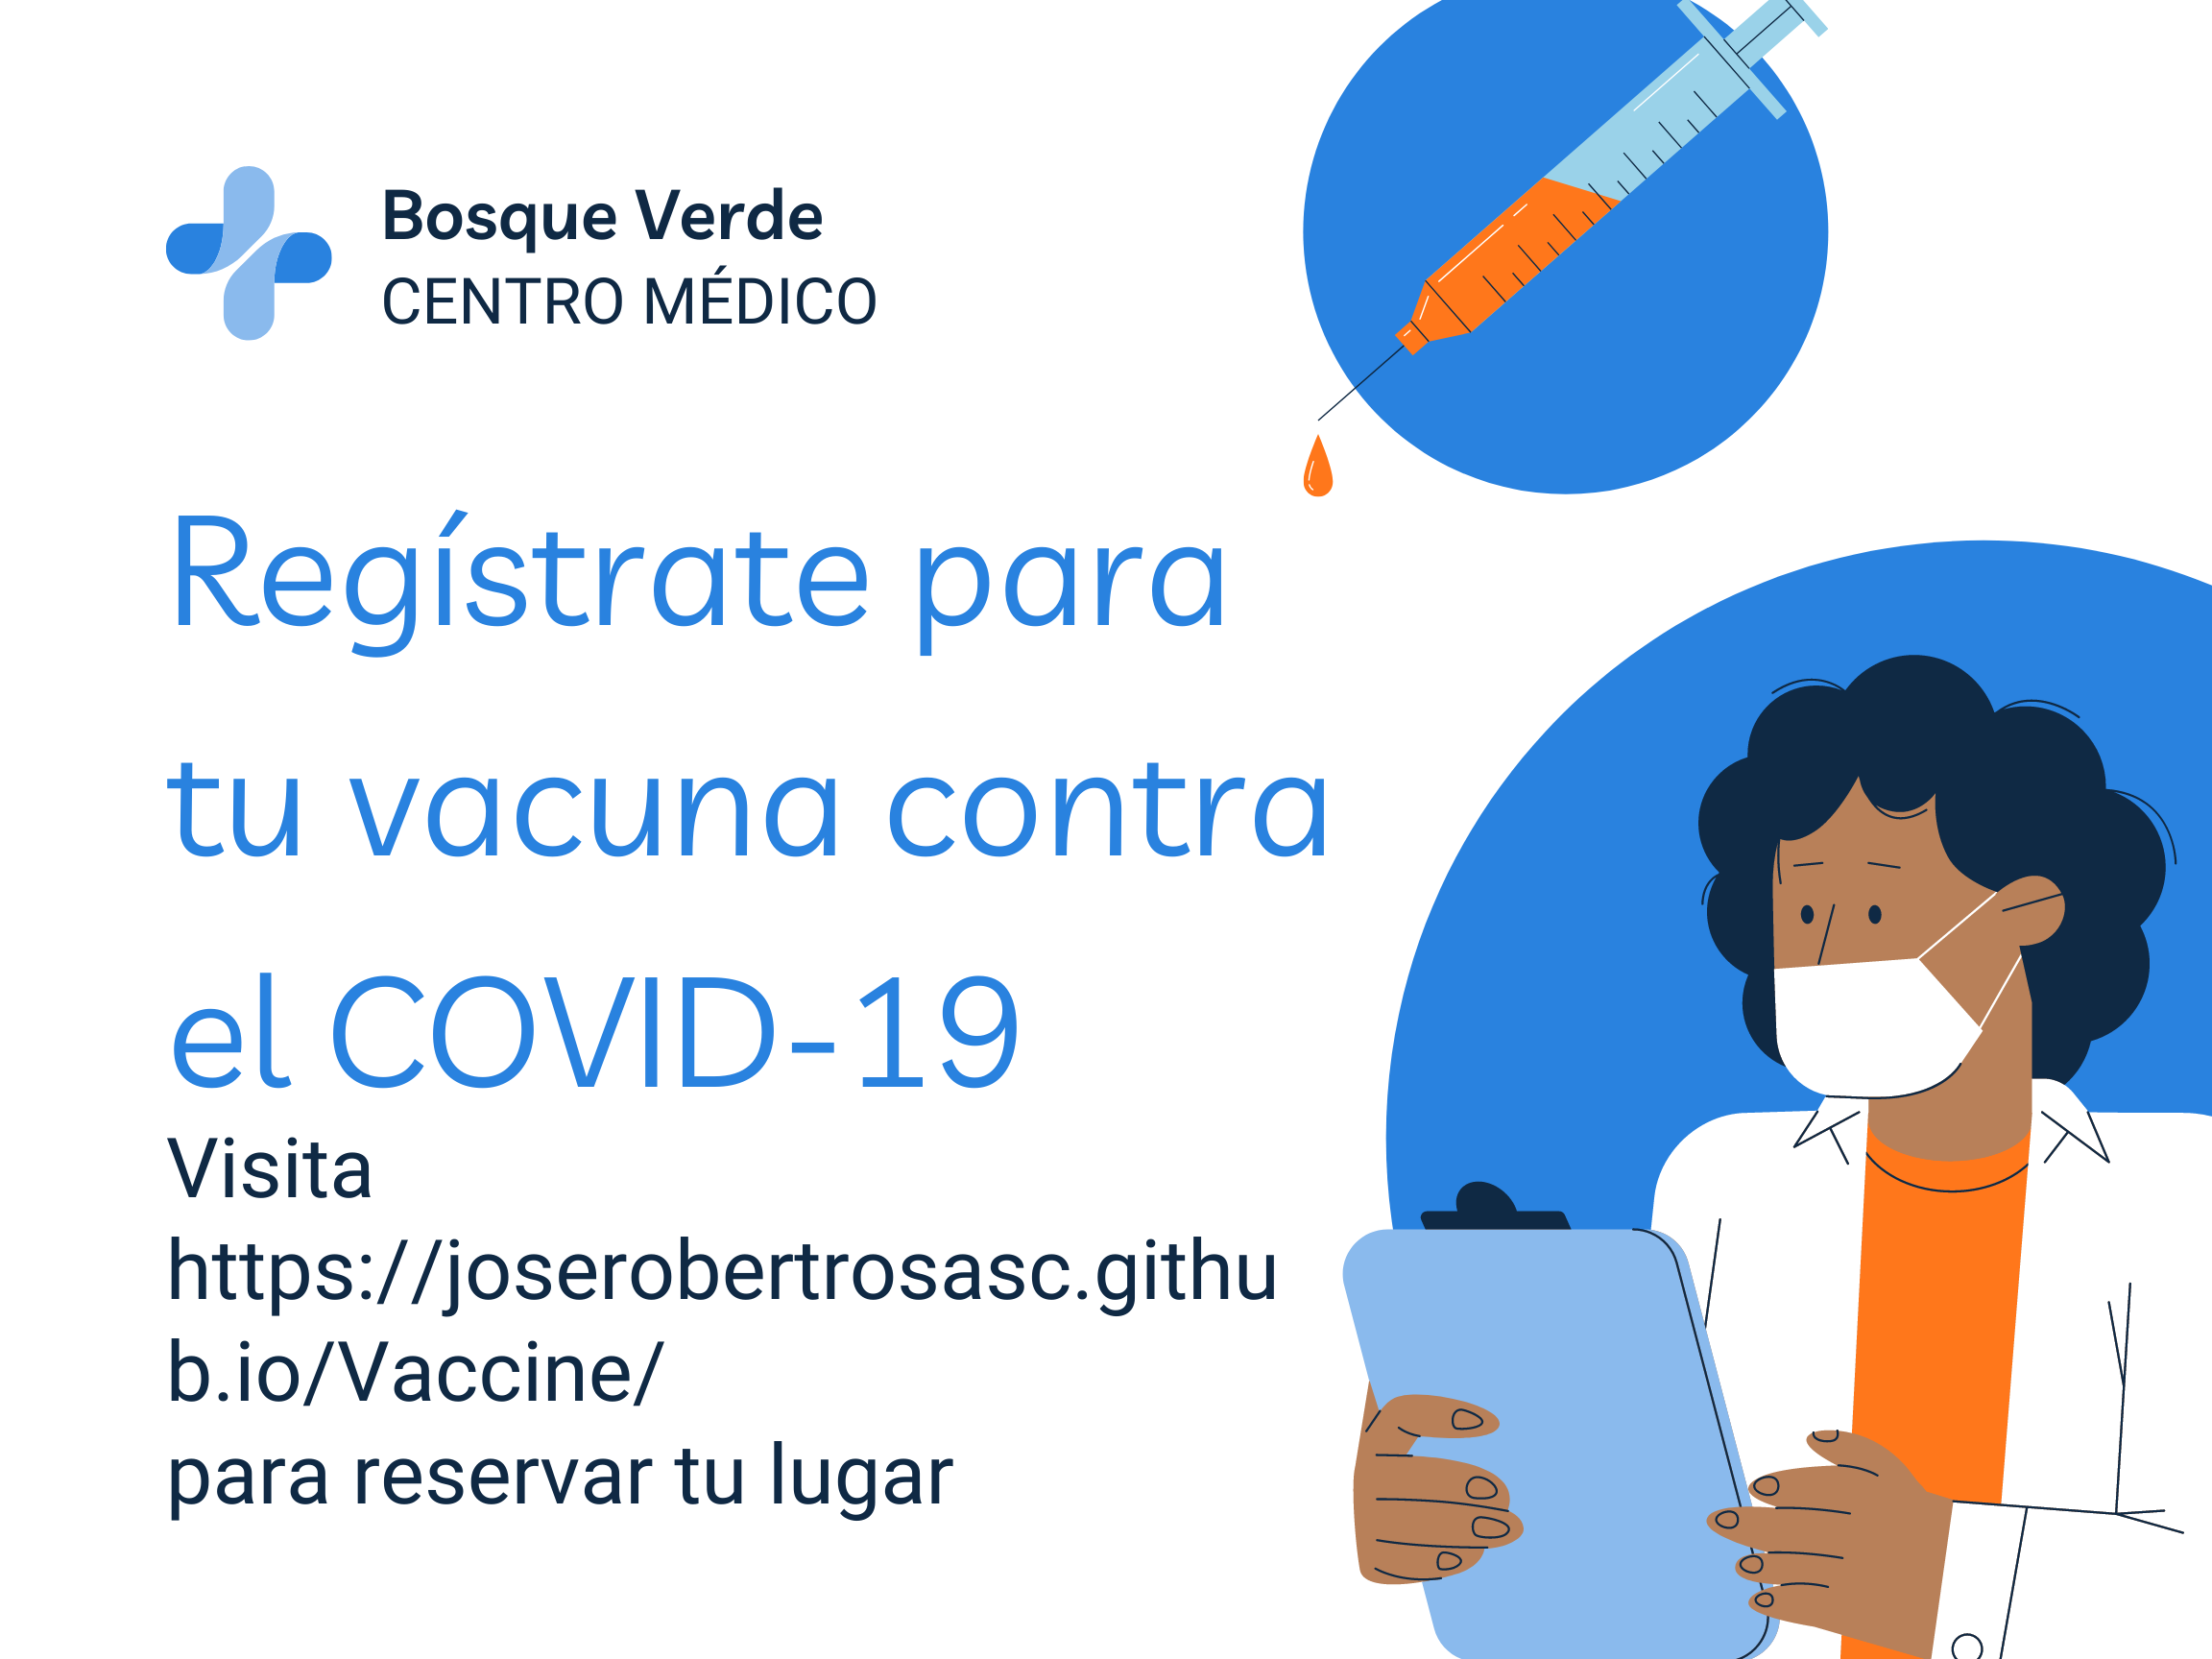 Bosque Verde
CENTRO MÉDICO
Regístrate para
tu vacuna contra
el COVID-19
Visita
https://joserobertrosasc.githu
b.io/Vaccine/
para reservar tu lugar